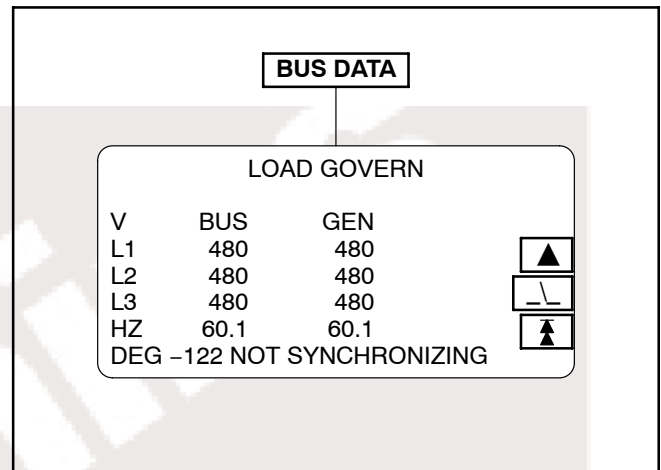 BUS DATA
LOAD GOVERN
V BUS GEN
L1 480 480
L2 480 480
L3 480 480
HZ 60.1 60.1
DEG −122 NOT SYNCHRONIZING